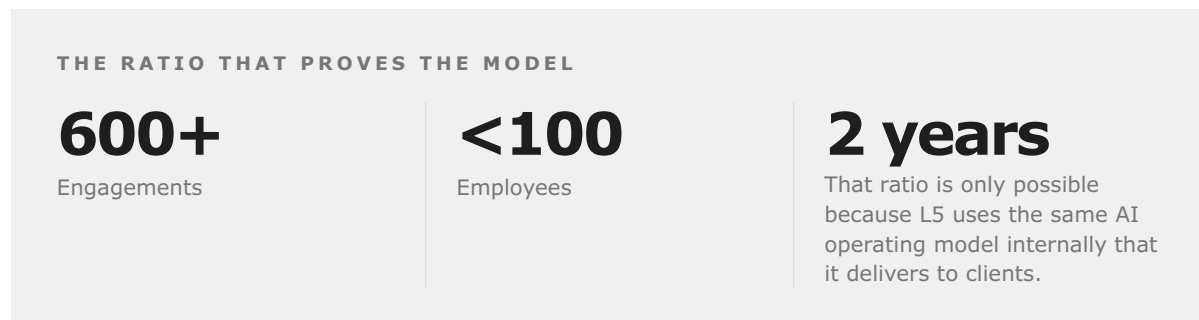 THE RATIO THAT PROVES THE MODEL
600+
Engagements
<100
Employees
2 years
That ratio is only possible
because L5 uses the same AI
operating model internally that
it delivers to clients.